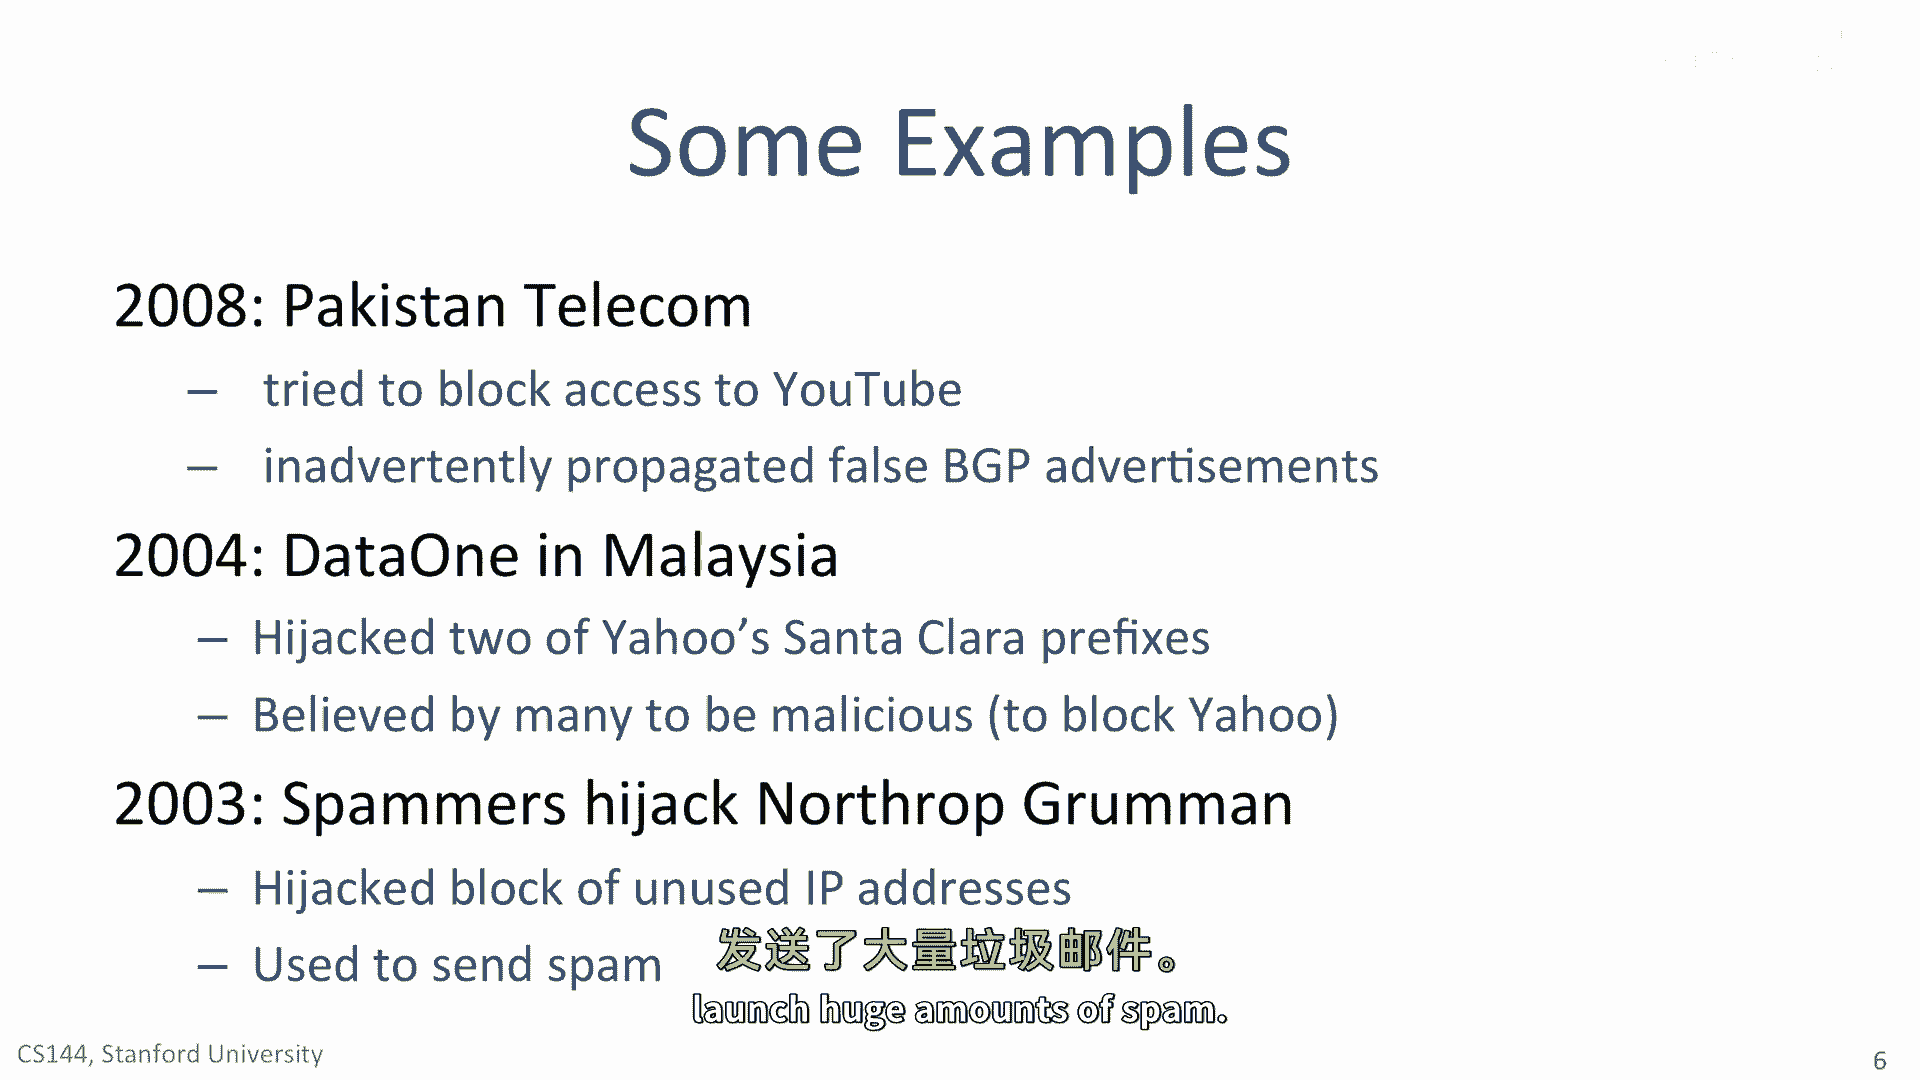 Some Examples
2008: Pakistan Telecom
– tried to block access to YouTube
– inadvertently propagated false BGP advertisements
2004: DataOne in Malaysia
– Hijacked two of Yahoo’s Santa Clara prefixes
– Believed by many to be malicious (to block Yahoo)
2003: Spammers hijack Northrop Grumman
– Hijacked block of unused IP addresses
– Used to send spam
发送了大量垃圾邮件。
launch huge amounts of spam.
CS144, Stanford University
6